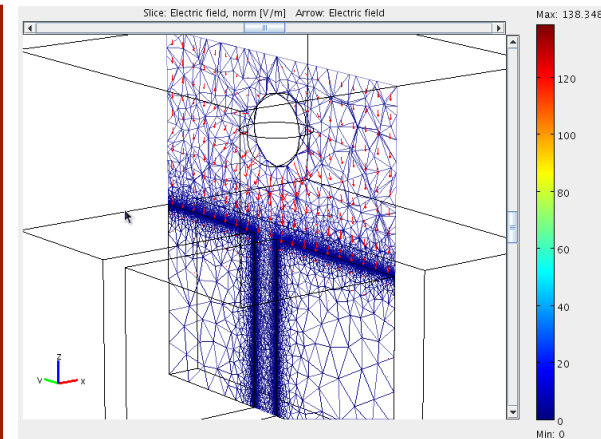 Slice: Electric field, norm [V/m] Arrow: Electric field
Max: 138.348
120
100
80
60
40
20
0
Min: 0
z
y x